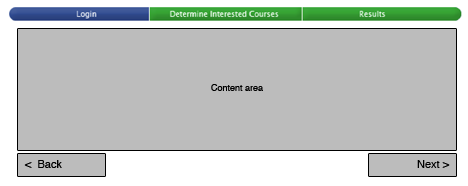 Login Determine Interested Courses Results
Content area
< Back Next >